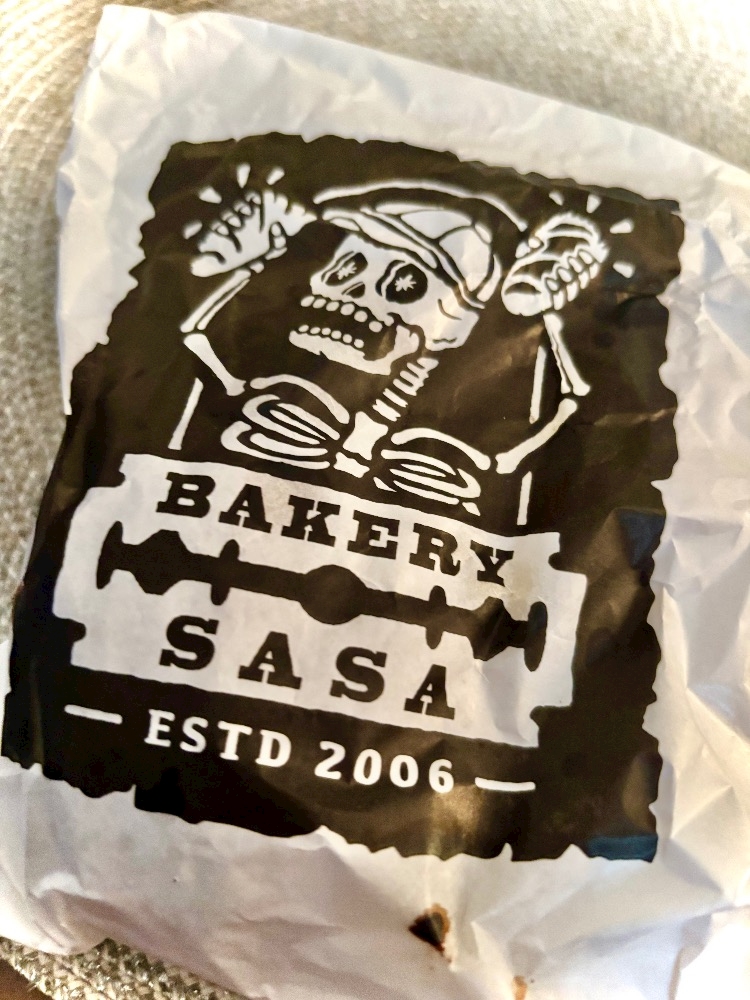 BAKERY
SASA
— ESTD 2006 —